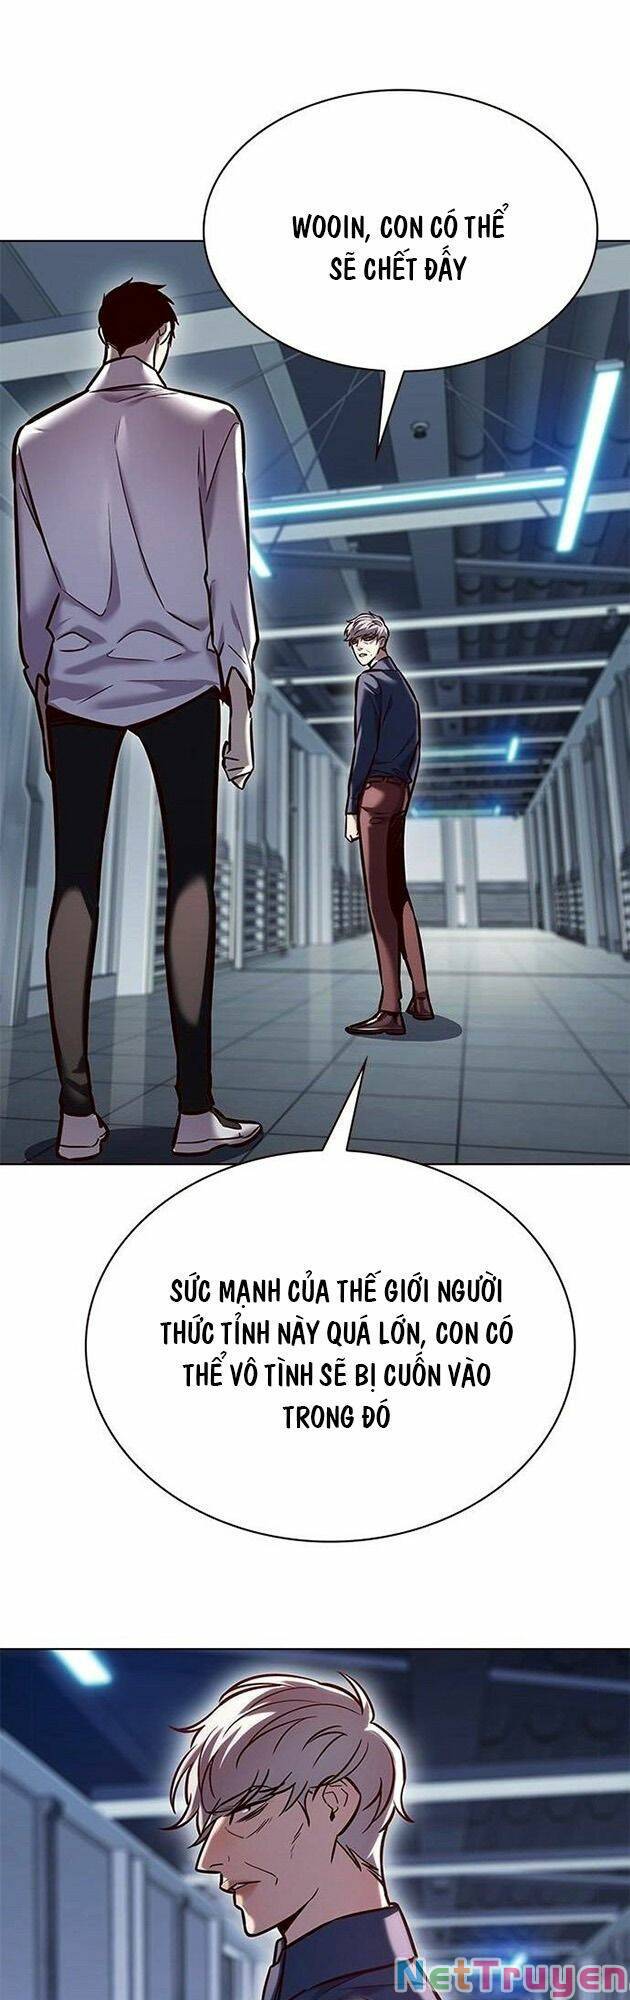 WOOIN, CON CÓ THỂ
SẼ CHẾT ĐẤY
SỨC MẠNH CỦA THẾ GIỚI NGƯỜI
THỨC TỈNH NÀY QUÁ LỚN, CON CÓ
THỂ VÔ TÌNH SẼ BỊ CUỐN VÀO
TRONG ĐÓ
NetTruyen